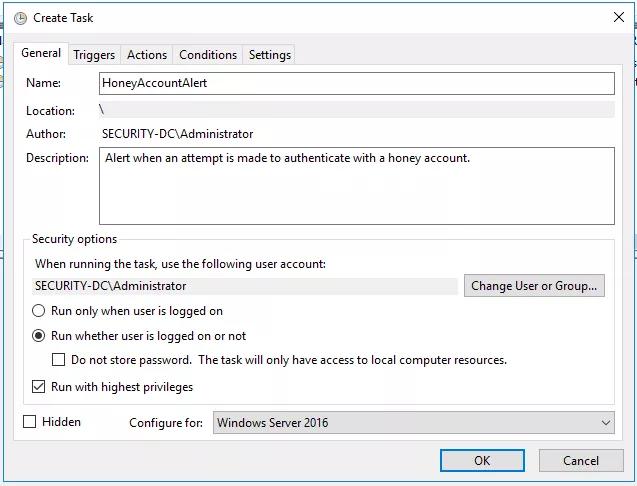 Create Task
General Triggers Actions Conditions Settings
Name: HoneyAccountAlert
Location: \
Author: SECURITY-DC\Administrator
Description: Alert when an attempt is made to authenticate with a honey account.
Security options
When running the task, use the following user account:
SECURITY-DC\Administrator Change User or Group...
Run only when user is logged on
Run whether user is logged on or not
Do not store password. The task will only have access to local computer resources.
Run with highest privileges
Hidden Configure for: Windows Server 2016
OK Cancel